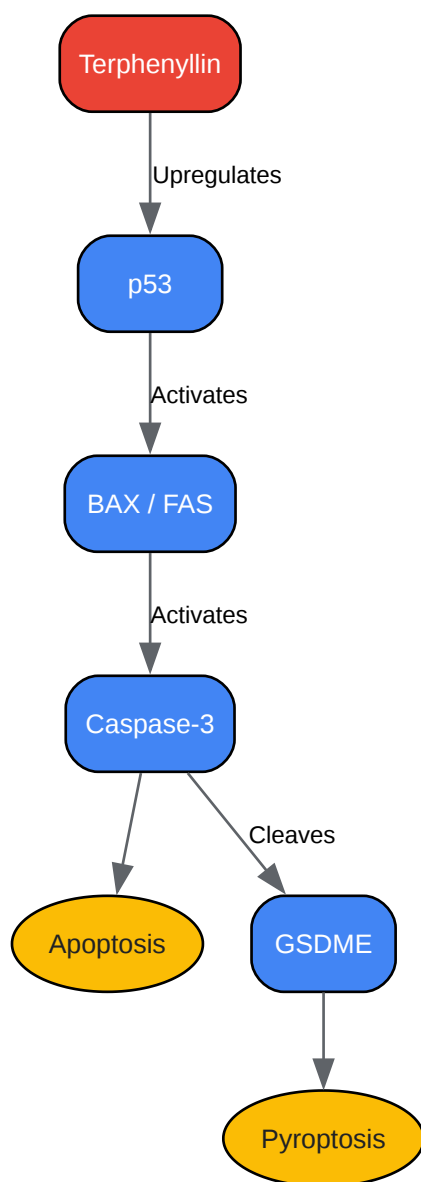 Terphenyllin
Upregulates
p53
Activates
BAX / FAS
Activates
Caspase-3
Cleaves
Apoptosis
GSDME
Pyroptosis